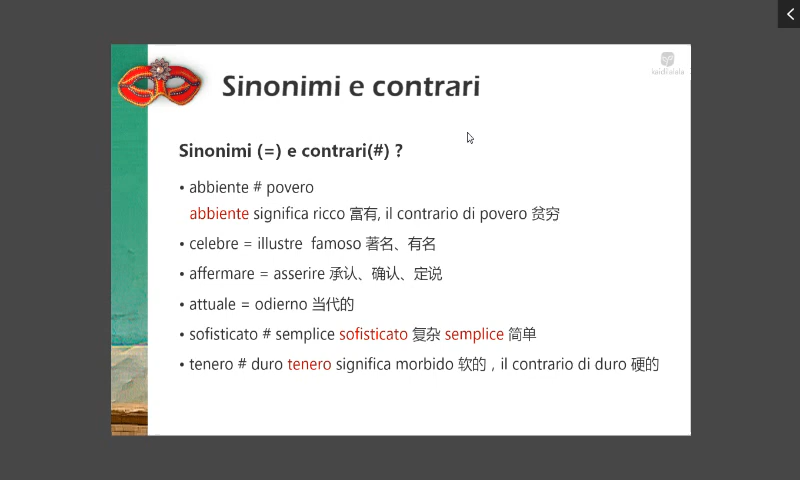 Sinonimi e contrari
kaidialala
Sinonimi (=) e contrari(#) ?
• abbiente # povero
abbiente significa ricco 富有, il contrario di povero 贫穷
• celebre = illustre famoso 著名、有名
• affermare = asserire 承认、确认、定说
• attuale = odierno 当代的
• sofisticato # semplice sofisticato 复杂 semplice 简单
• tenero # duro tenero significa morbido 软的，il contrario di duro 硬的